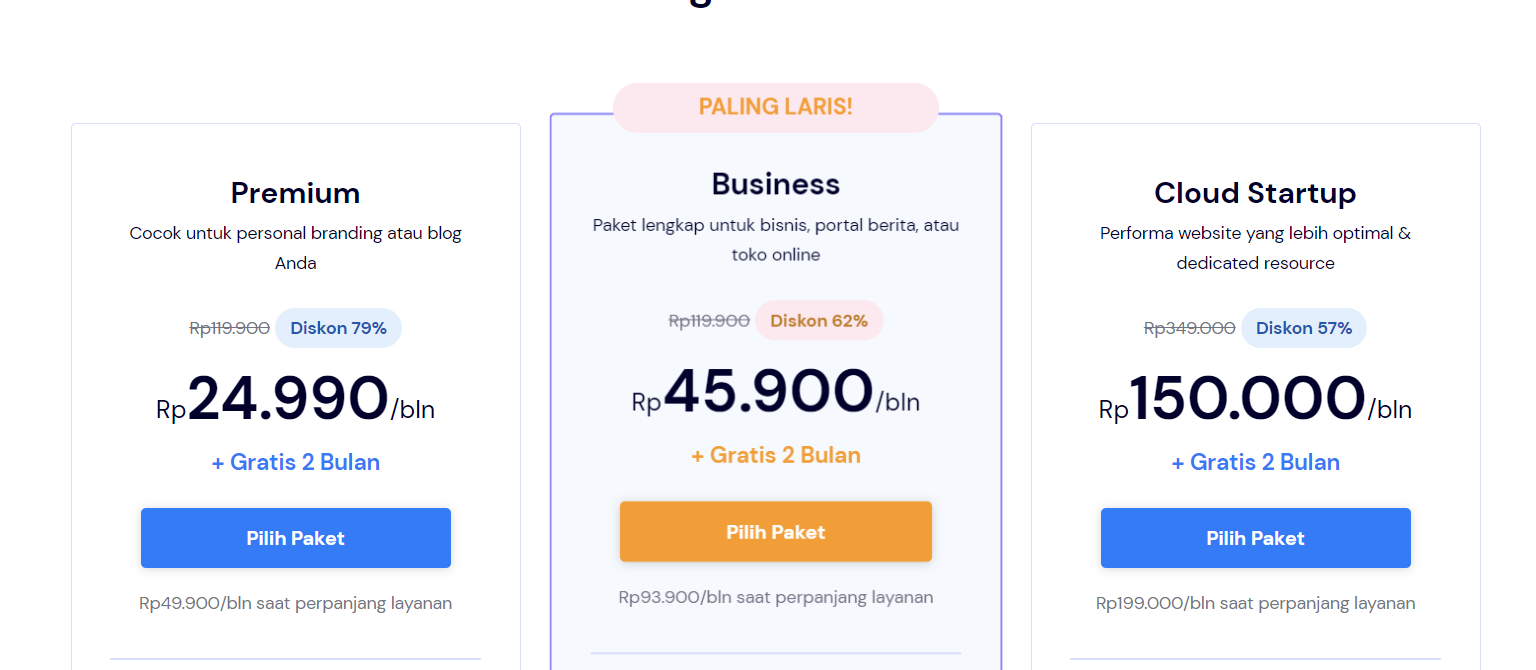 PALING LARIS!
Premium
Cocok untuk personal branding atau blog
Anda
Rp119.900 Diskon 79%
Rp24.990/bln
+ Gratis 2 Bulan
Pilih Paket
Rp49.900/bln saat perpanjang layanan
Business
Paket lengkap untuk bisnis, portal berita, atau
toko online
Rp119.900 Diskon 62%
Rp45.900/bln
+ Gratis 2 Bulan
Pilih Paket
Rp93.900/bln saat perpanjang layanan
Cloud Startup
Performa website yang lebih optimal &
dedicated resource
Rp349.000 Diskon 57%
Rp150.000/bln
+ Gratis 2 Bulan
Pilih Paket
Rp199.000/bln saat perpanjang layanan